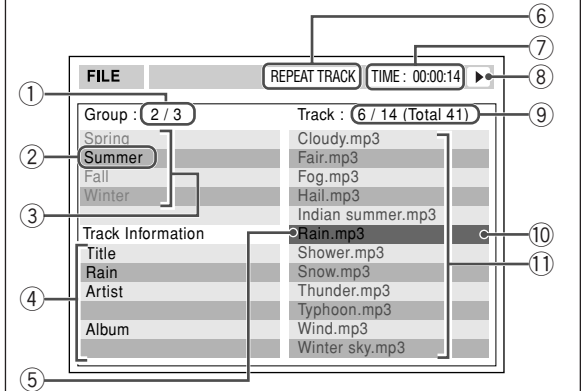 ⑥
⑦
FILE REPEAT TRACK TIME : 00:00:14
⑧
①
Group : 2 / 3 Track : 6 / 14 (Total 41)
⑨
Spring Cloudy.mp3
② Summer Fair.mp3
Fall Fog.mp3
Winter Hail.mp3
③ Indian summer.mp3
Track Information Rain.mp3 ⑩
Title Shower.mp3 ⑪
Rain Snow.mp3
④ Artist Thunder.mp3
Typhoon.mp3
Album Wind.mp3
Winter sky.mp3
⑤